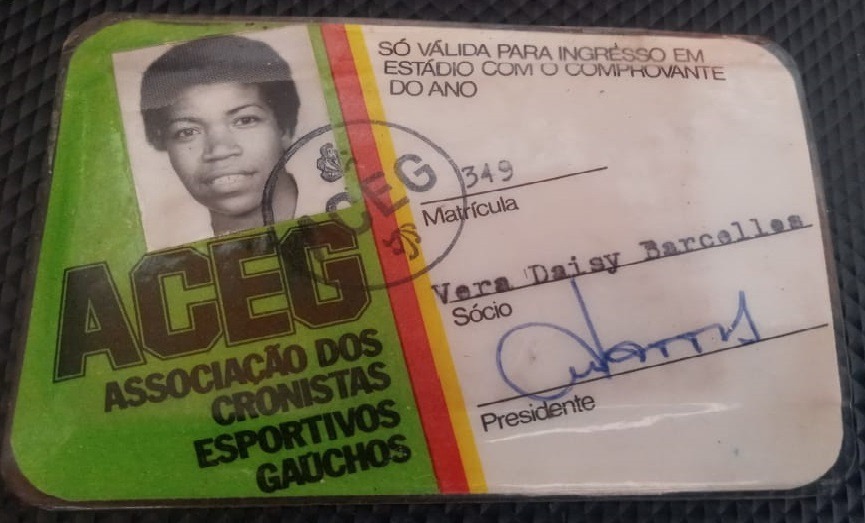 SÓ VÁLIDA PARA INGRESSO EM
ESTÁDIO COM O COMPROVANTE
DO ANO
ACEG
349
Matrícula
Vera Daisy Barcellos
Sócio
Presidente
ACEG
ASSOCIAÇÃO DOS
CRONISTAS
ESPORTIVOS
GAÚCHOS